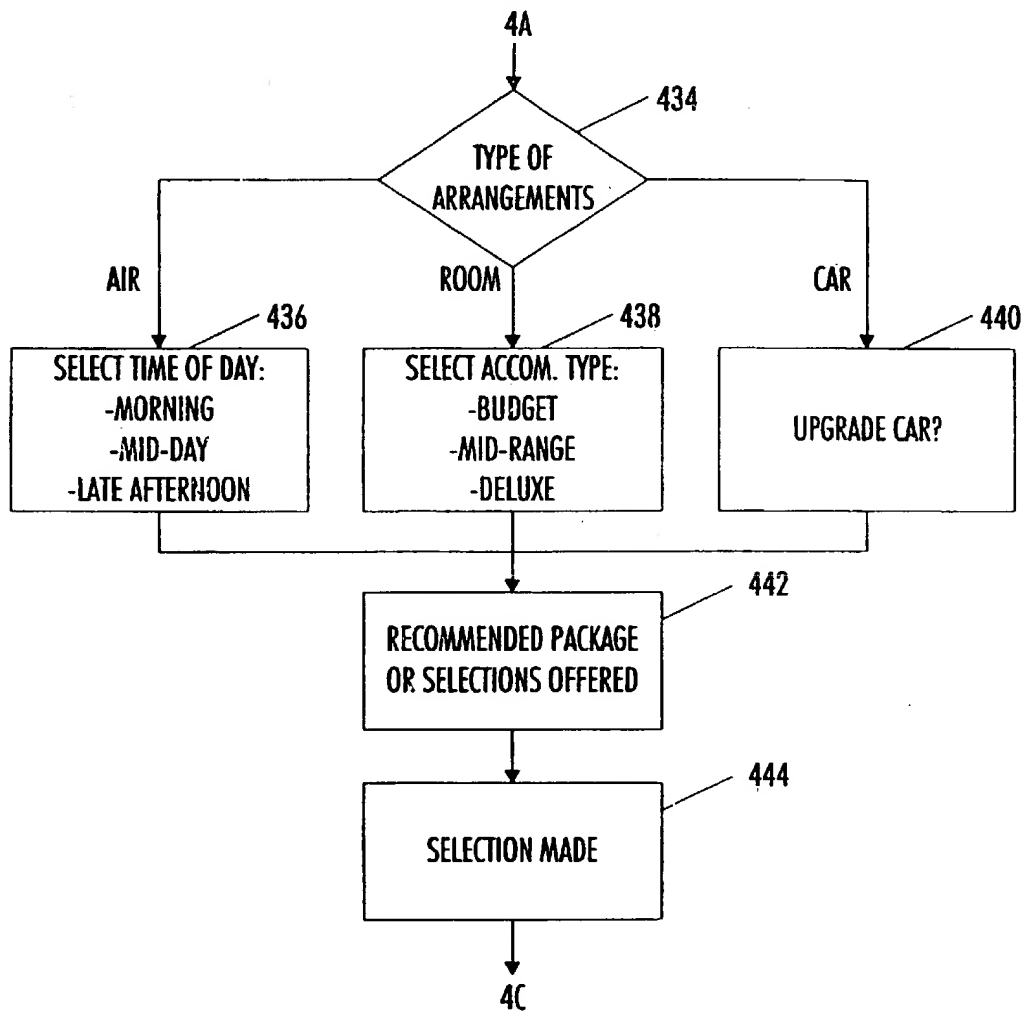 4A
434
TYPE OF
ARRANGEMENTS
AIR
ROOM
CAR
436
438
440
SELECT TIME OF DAY:
-MORNING
-MID-DAY
-LATE AFTERNOON
SELECT ACCOM. TYPE:
-BUDGET
-MID-RANGE
-DELUXE
UPGRADE CAR?
442
RECOMMENDED PACKAGE
OR SELECTIONS OFFERED
444
SELECTION MADE
4C